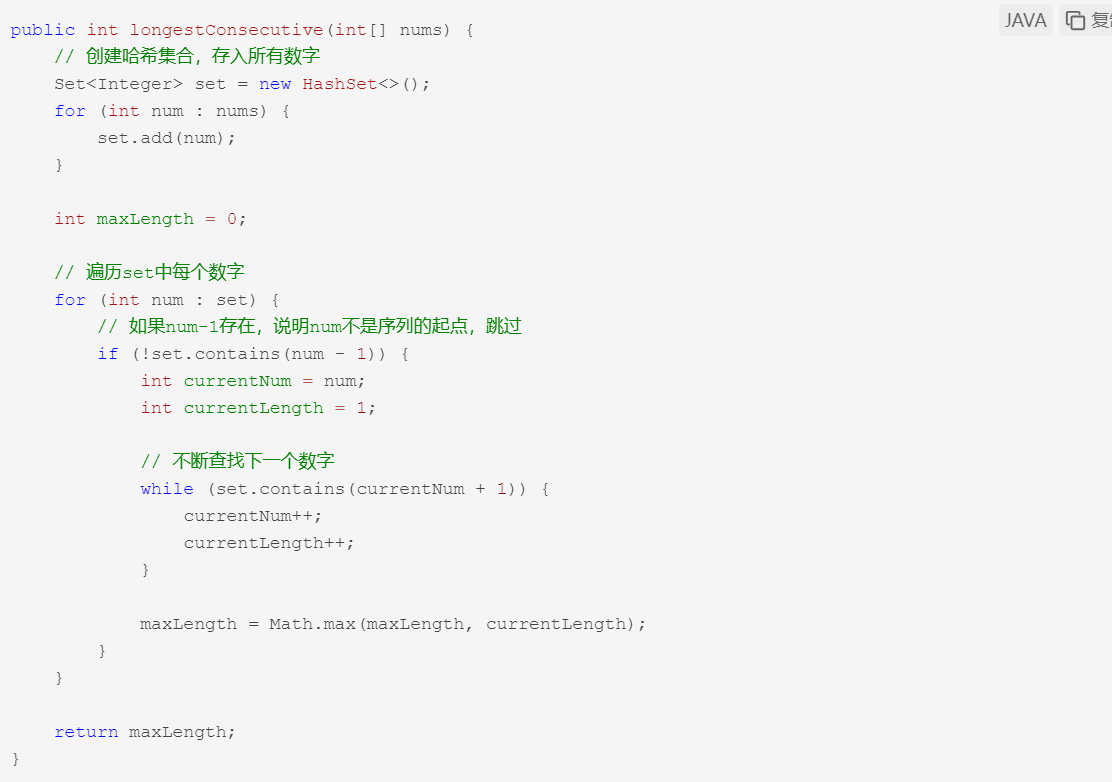 JAVA
public int longestConsecutive(int[] nums) {
    // 创建哈希集合，存入所有数字
    Set<Integer> set = new HashSet<>();
    for (int num : nums) {
        set.add(num);
    }
    int maxLength = 0;
    // 遍历set中每个数字
    for (int num : set) {
        // 如果num-1存在，说明num不是序列的起点，跳过
        if (!set.contains(num - 1)) {
            int currentNum = num;
            int currentLength = 1;
            // 不断查找下一个数字
            while (set.contains(currentNum + 1)) {
                currentNum++;
                currentLength++;
            }
            maxLength = Math.max(maxLength, currentLength);
        }
    }
    return maxLength;
}